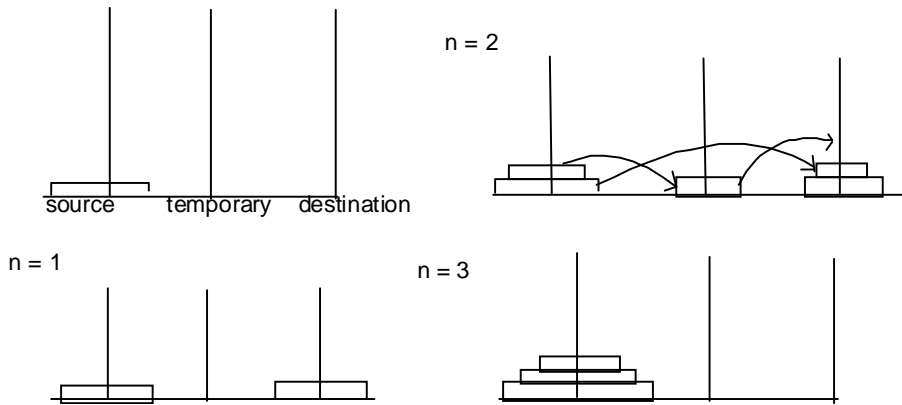 n = 2
source temporary destination
n = 1
n = 3